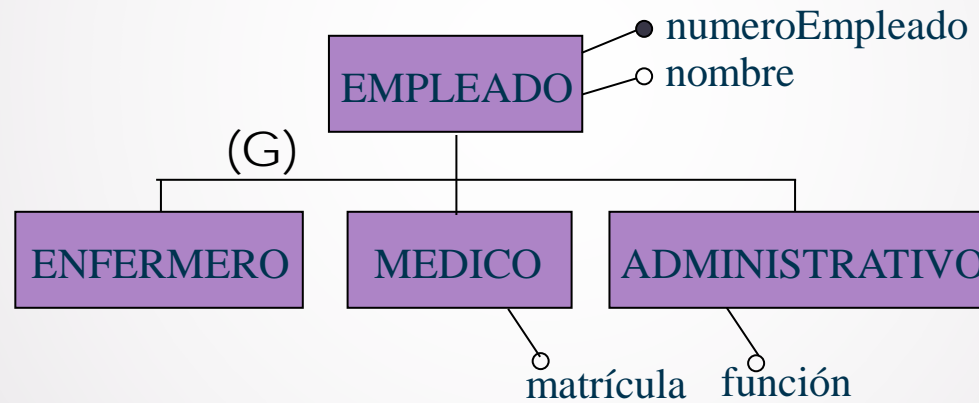 numeroEmpleado
EMPLEADO
nombre
(G)
ENFERMERO
MEDICO
ADMINISTRATIVO
matrícula
función